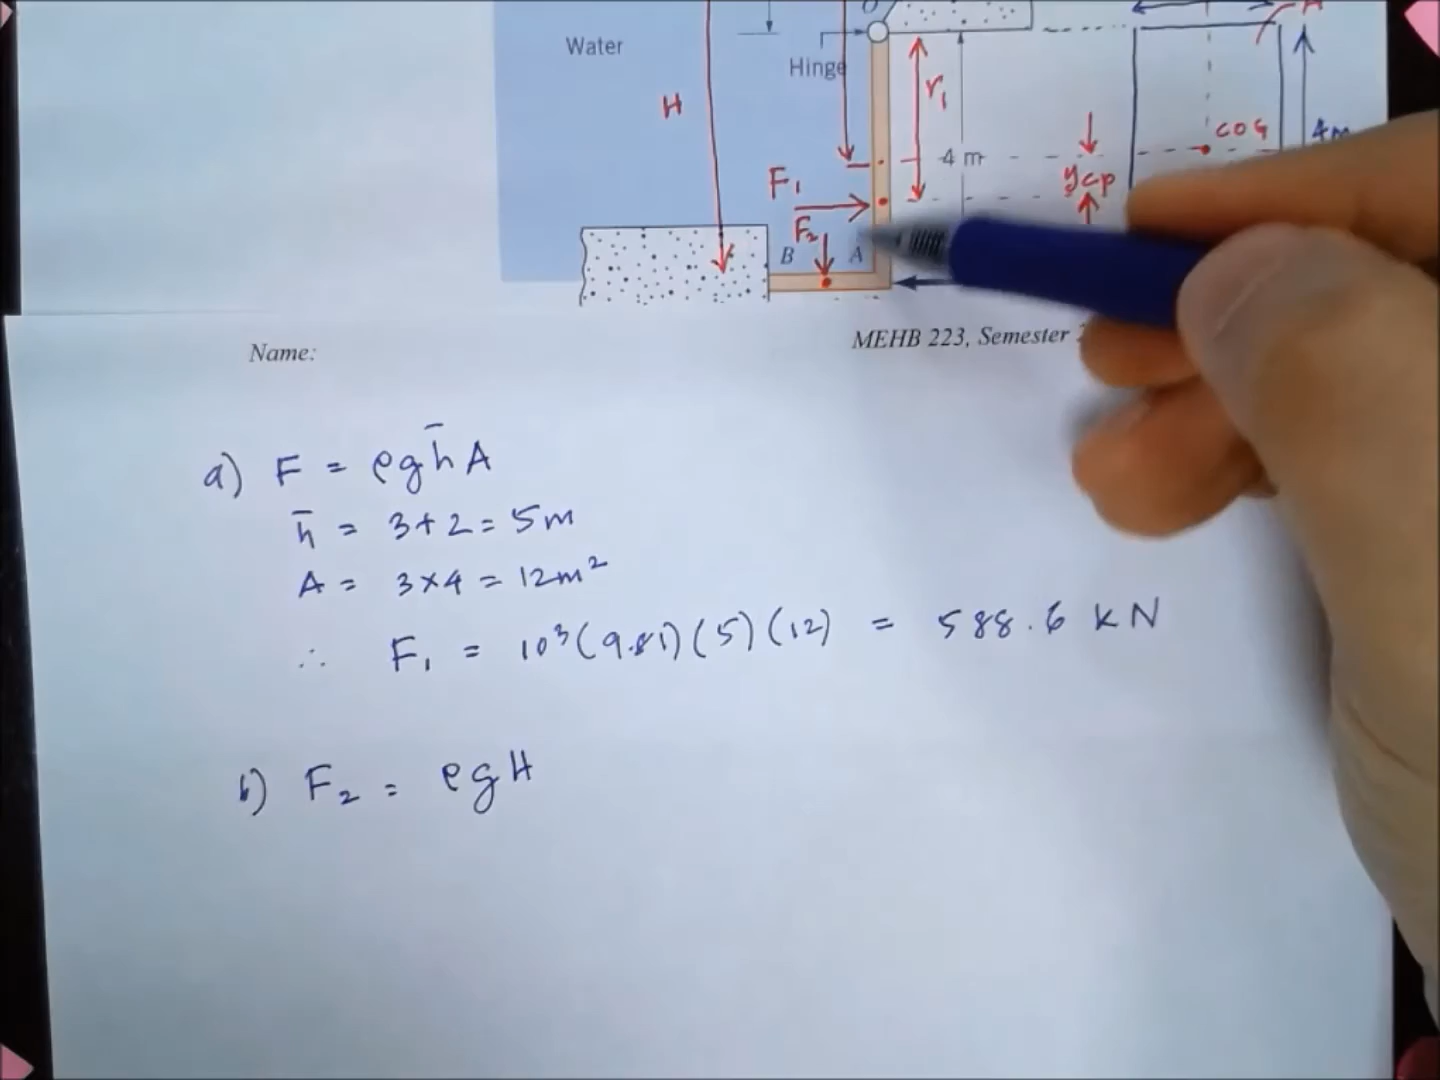 Water
Hinge
H
r₁
4 m
COG
4m
ycp
F₁
F₂
B
A
Name:
MEHB 223, Semester
a) F = ρgh̄A
h̄ = 3+2 = 5m
A = 3×4 = 12m²
∴ F₁ = 10³(9.81)(5)(12) = 588.6 kN
b) F₂ = ρgH